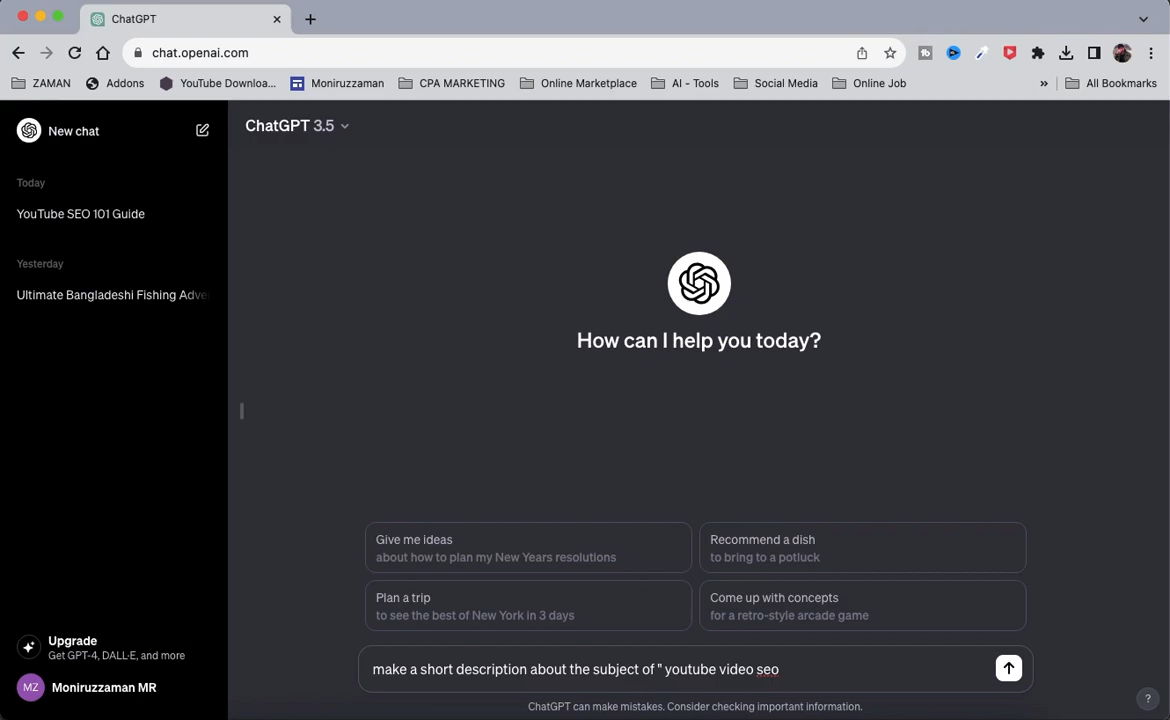 ChatGPT
chat.openai.com
ZAMAN
Addons
YouTube Downloa...
Moniruzzaman
CPA MARKETING
Online Marketplace
AI - Tools
Social Media
Online Job
»
All Bookmarks
New chat
ChatGPT 3.5
Today
YouTube SEO 101 Guide
Yesterday
Ultimate Bangladeshi Fishing Adve
How can I help you today?
Give me ideas
about how to plan my New Years resolutions
Recommend a dish
to bring to a potluck
Plan a trip
to see the best of New York in 3 days
Come up with concepts
for a retro-style arcade game
Upgrade
Get GPT-4, DALL·E, and more
MZ
Moniruzzaman MR
make a short description about the subject of " youtube video seo
ChatGPT can make mistakes. Consider checking important information.
?